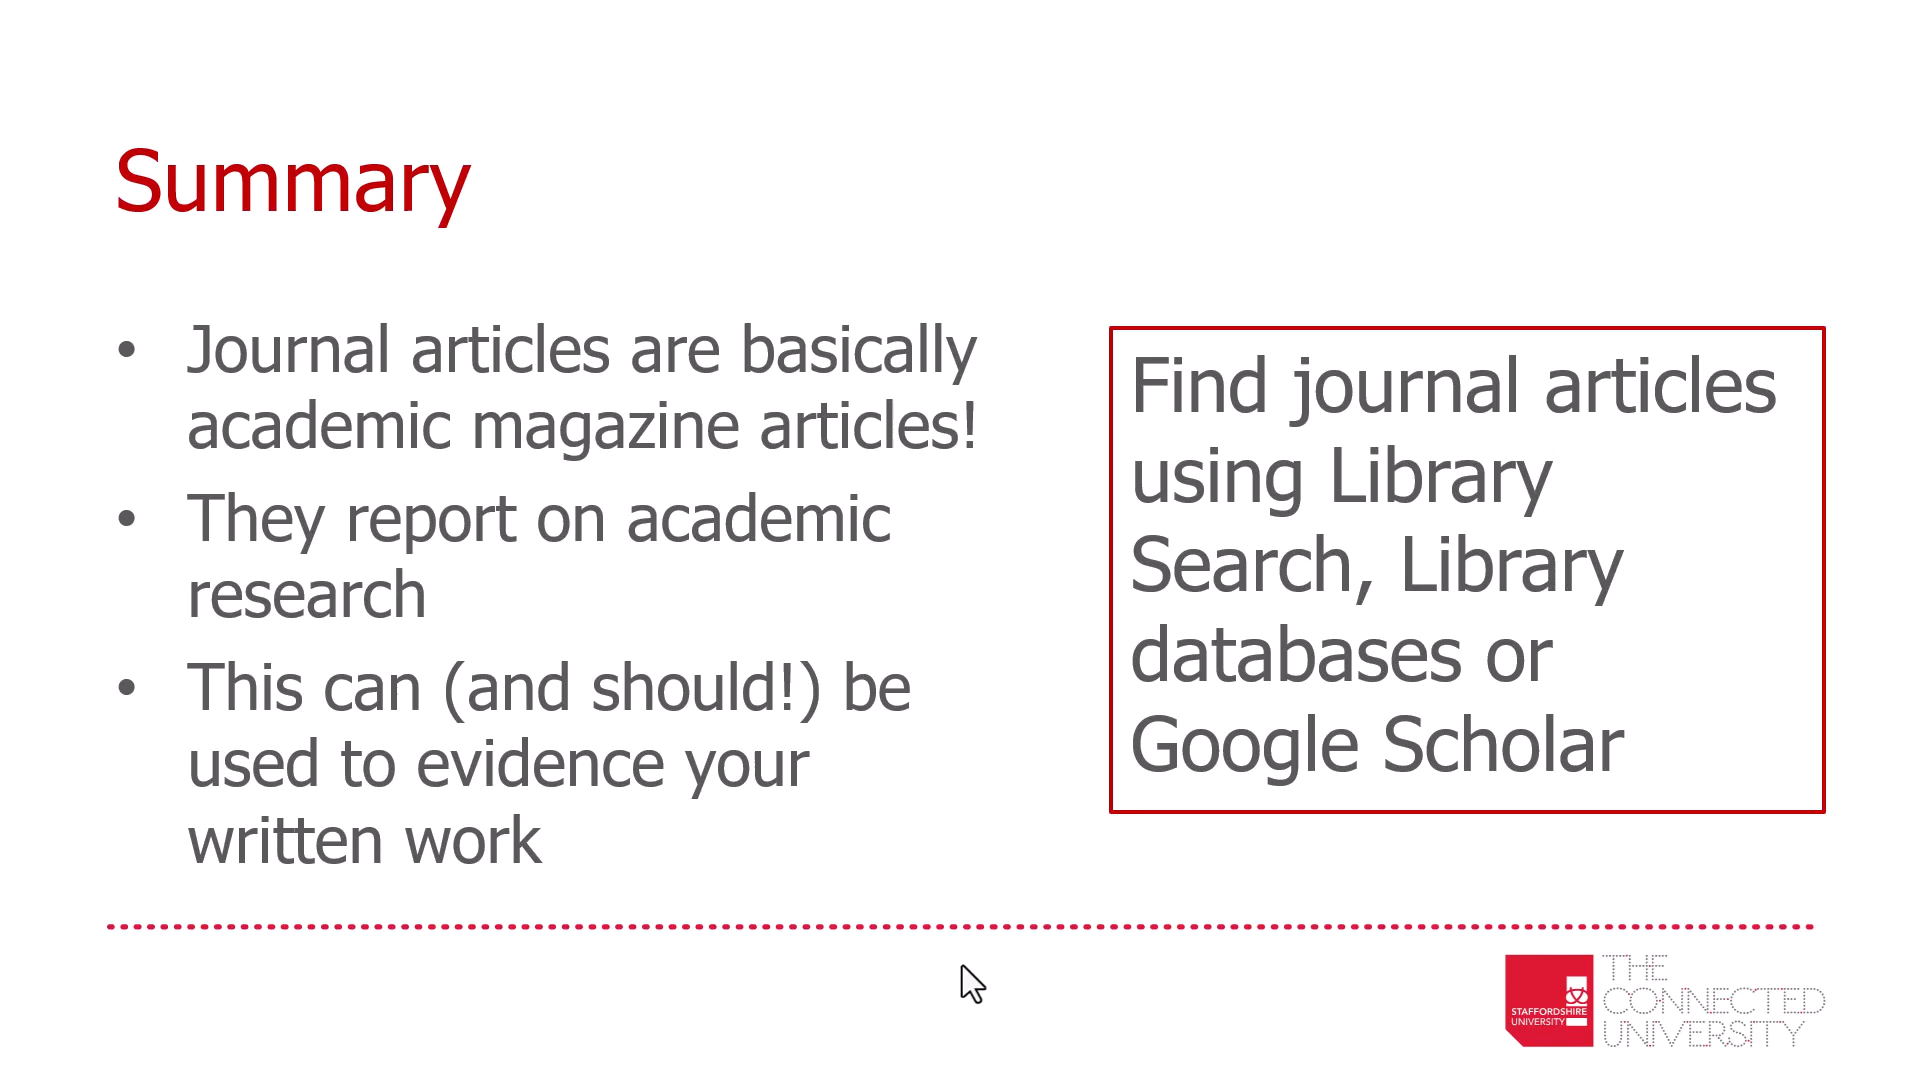 Summary
• Journal articles are basically
academic magazine articles!
• They report on academic
research
• This can (and should!) be
used to evidence your
written work
Find journal articles
using Library
Search, Library
databases or
Google Scholar
STAFFORDSHIRE
UNIVERSITY
THE
CONNECTED
UNIVERSITY